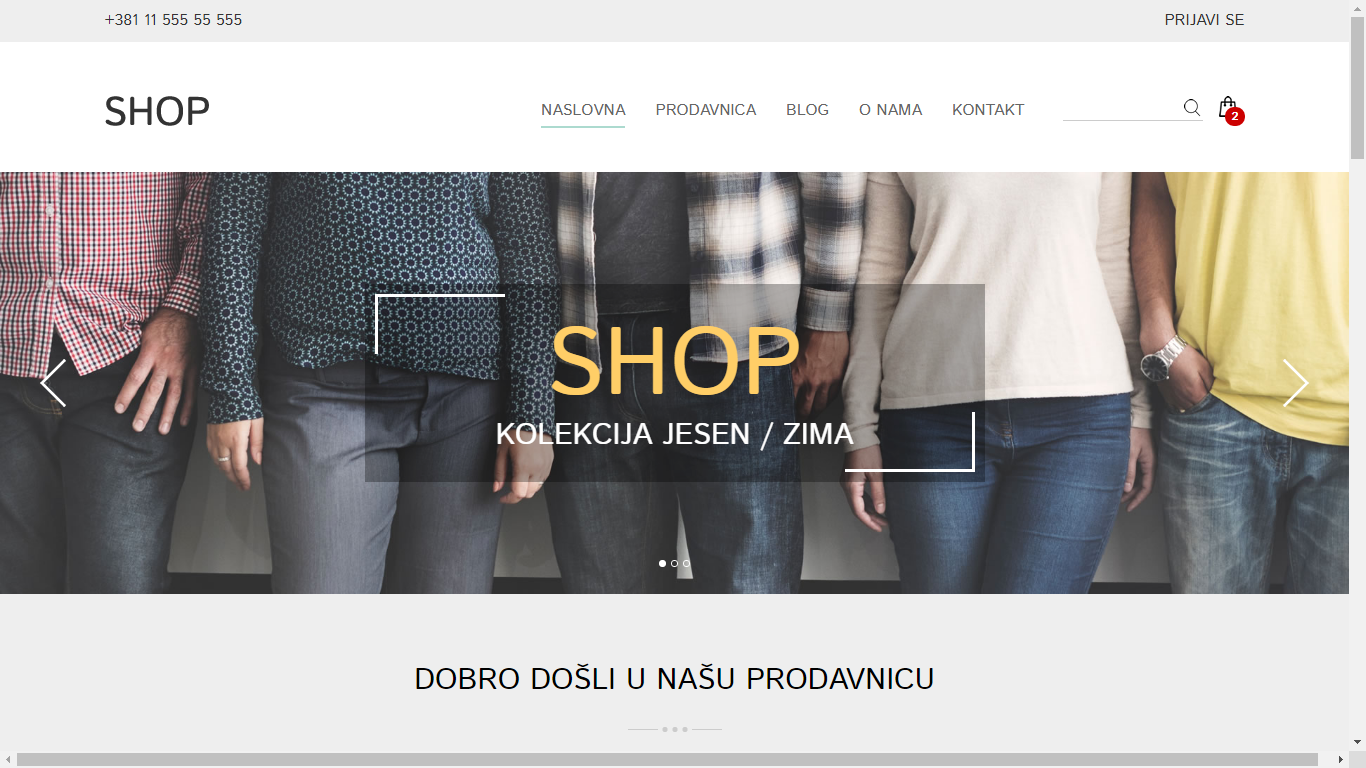 +381 11 555 55 555
PRIJAVI SE
SHOP
NASLOVNA
PRODAVNICA
BLOG
O NAMA
KONTAKT
2
SHOP
KOLEKCIJA JESEN / ZIMA
DOBRO DOŠLI U NAŠU PRODAVNICU